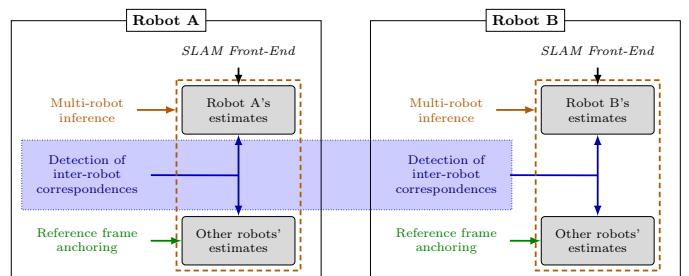 Robot A
SLAM Front-End
Multi-robot
inference
Robot A's
estimates
Detection of
inter-robot
correspondences
Reference frame
anchoring
Other robots'
estimates
Robot B
SLAM Front-End
Multi-robot
inference
Robot B's
estimates
Detection of
inter-robot
correspondences
Reference frame
anchoring
Other robots'
estimates